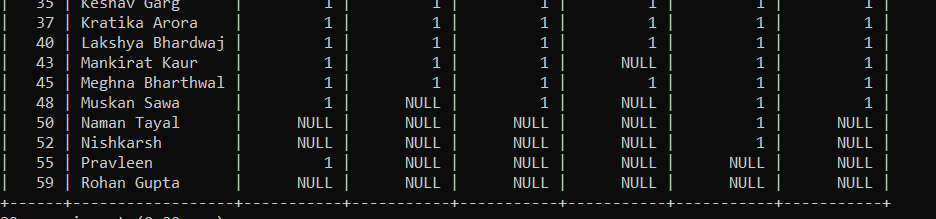 | 35 | Keshav Garg | 1 | 1 | 1 | 1 | 1 | 1 |
| 37 | Kratika Arora | 1 | 1 | 1 | 1 | 1 | 1 |
| 40 | Lakshya Bhardwaj | 1 | 1 | 1 | 1 | 1 | 1 |
| 43 | Mankirat Kaur | 1 | 1 | 1 | NULL | 1 | 1 |
| 45 | Meghna Bharthwal | 1 | 1 | 1 | 1 | 1 | 1 |
| 48 | Muskan Sawa | 1 | NULL | 1 | NULL | 1 | 1 |
| 50 | Naman Tayal | NULL | NULL | NULL | NULL | 1 | NULL |
| 52 | Nishkarsh | NULL | NULL | NULL | NULL | 1 | NULL |
| 55 | Pravleen | 1 | NULL | NULL | NULL | NULL | NULL |
| 59 | Rohan Gupta | NULL | NULL | NULL | NULL | NULL | NULL |